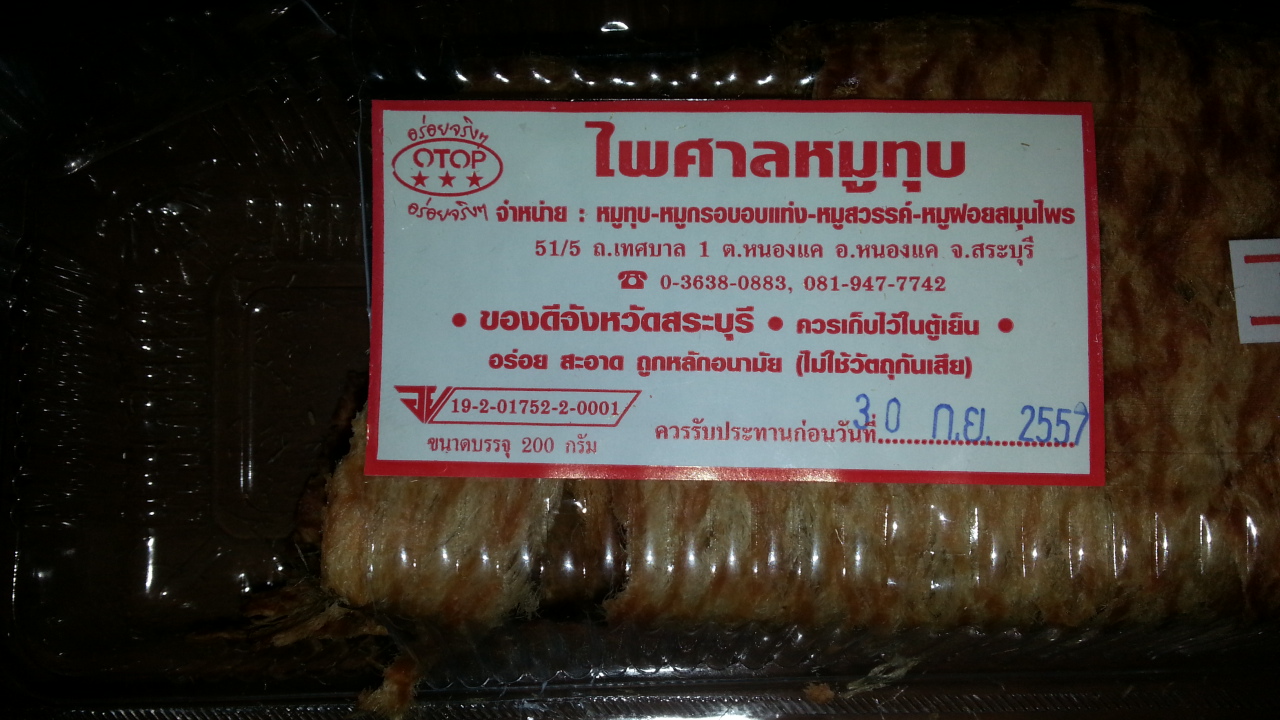 อร่อยจริงๆ
OTOP
อร่อยจริงๆ
ไพศาลหมูทุบ
จำหน่าย : หมูทุบ-หมูกรอบอบแท่ง-หมูสวรรค์-หมูฝอยสมุนไพร
51/5 ถ.เทศบาล 1 ต.หนองแค อ.หนองแค จ.สระบุรี
☎ 0-3638-0883, 081-947-7742
• ของดีจังหวัดสระบุรี • ควรเก็บไว้ในตู้เย็น •
อร่อย สะอาด ถูกหลักอนามัย (ไม่ใช้วัตถุกันเสีย)
อย 19-2-01752-2-0001
ขนาดบรรจุ 200 กรัม
ควรรับประทานก่อนวันที่ 30 ก.ย. 2557